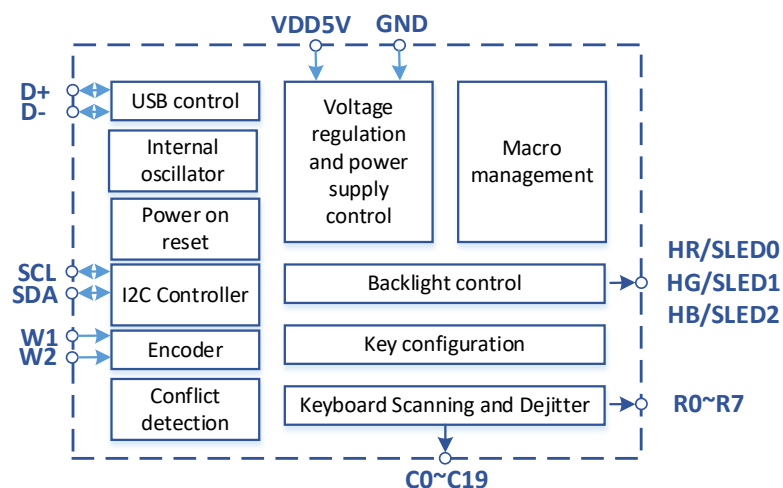 VDD5V GND
D+
D-
USB control
Internal
oscillator
Power on
reset
SCL
SDA
I2C Controller
W1
W2
Encoder
Conflict
detection
Voltage
regulation
and power
supply
control
Macro
management
Backlight control
HR/SLED0
HG/SLED1
HB/SLED2
Key configuration
Keyboard Scanning and Dejitter
R0~R7
C0~C19